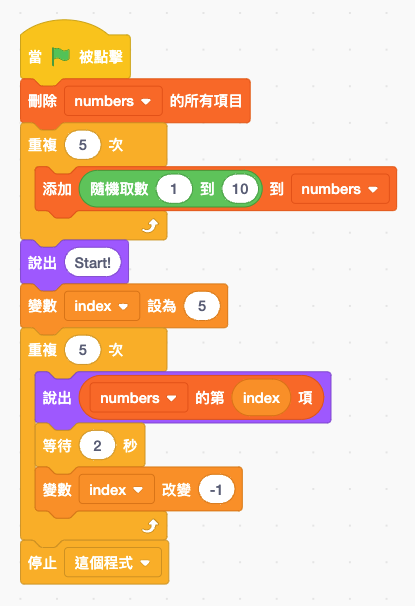 當 被點擊
刪除 numbers 的所有項目
重複 5 次
添加 隨機取數 1 到 10 到 numbers
說出 Start!
變數 index 設為 5
重複 5 次
說出 numbers 的第 index 項
等待 2 秒
變數 index 改變 -1
停止 這個程式